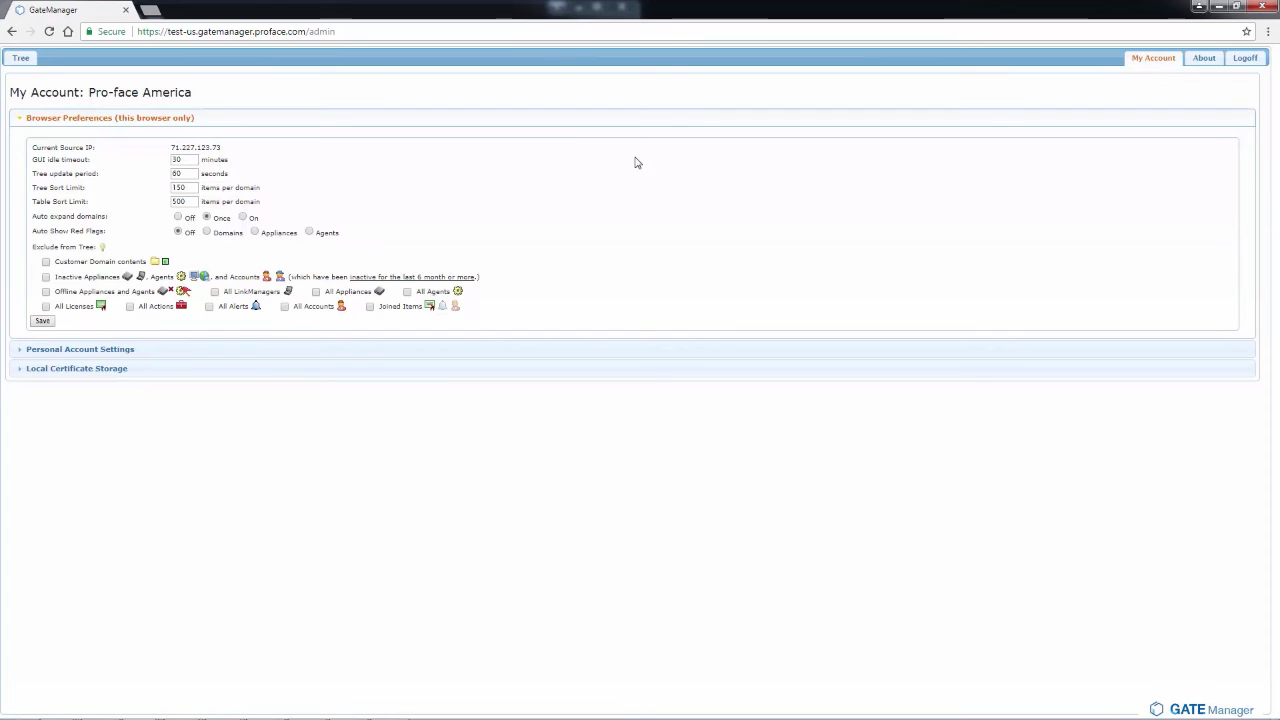 GateManager
Secure https://test-us.gatemanager.proface.com/admin
Tree
My Account About Logoff
My Account: Pro-face America
Browser Preferences (this browser only)
Current Source IP: 71.227.123.73
GUI idle timeout: 30 minutes
Tree update period: 60 seconds
Tree Sort Limit: 150 items per domain
Table Sort Limit: 500 items per domain
Auto expand domains: Off Once On
Auto Show Red Flags: Off Domains Appliances Agents
Exclude from Tree:
Customer Domain contents
Inactive Appliances , Agents , and Accounts (which have been inactive for the last 6 month or more.)
Offline Appliances and Agents All LinkManagers All Appliances All Agents
All Licenses All Actions All Alerts All Accounts Joined Items
Save
Personal Account Settings
Local Certificate Storage
GATE Manager